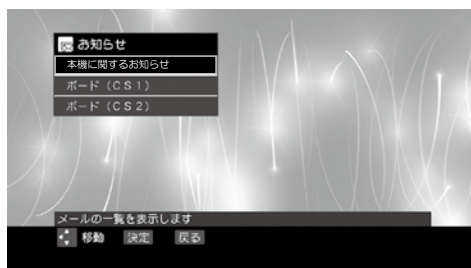 お知らせ
本機に関するお知らせ
ボード（CS1）
ボード（CS2）
メールの一覧を表示します
移動 決定 戻る